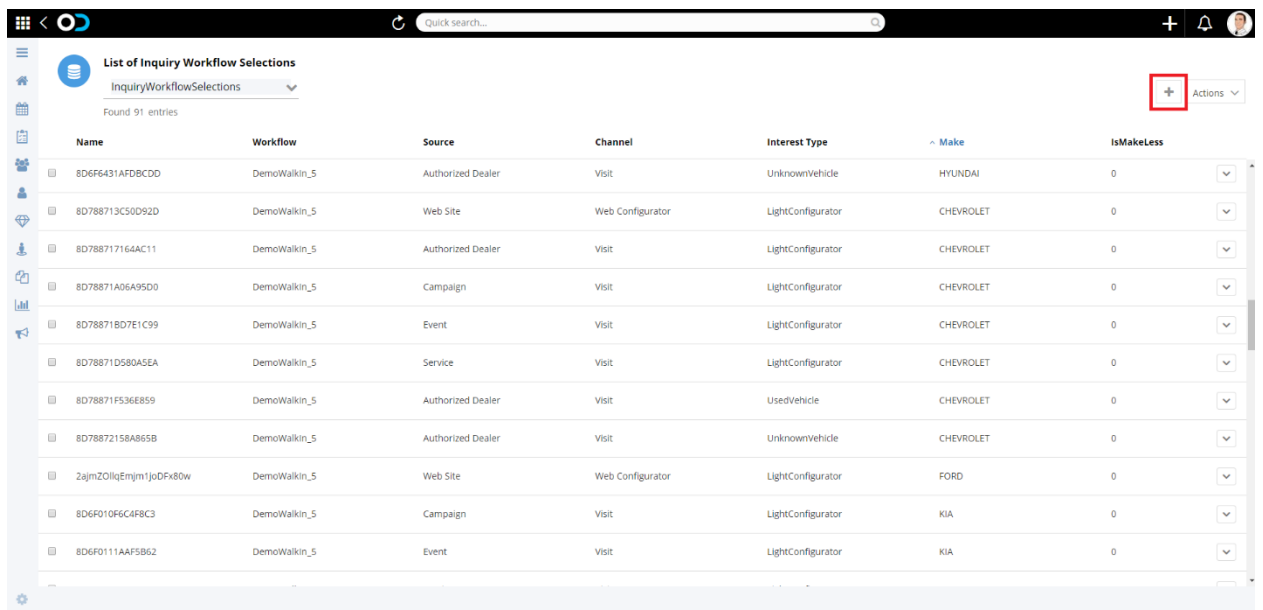 Quick search...
List of Inquiry Workflow Selections
InquiryWorkflowSelections
Found 91 entries
Actions
Name Workflow Source Channel Interest Type Make IsMakeLess
8D6F6431AFDBCDD DemoWalkIn_5 Authorized Dealer Visit UnknownVehicle HYUNDAI 0
8D788713C50D92D DemoWalkIn_5 Web Site Web Configurator LightConfigurator CHEVROLET 0
8D788717164AC11 DemoWalkIn_5 Authorized Dealer Visit LightConfigurator CHEVROLET 0
8D78871A06A95D0 DemoWalkIn_5 Campaign Visit LightConfigurator CHEVROLET 0
8D78871BD7E1C99 DemoWalkIn_5 Event Visit LightConfigurator CHEVROLET 0
8D78871D580A5EA DemoWalkIn_5 Service Visit LightConfigurator CHEVROLET 0
8D78871F536E859 DemoWalkIn_5 Authorized Dealer Visit UsedVehicle CHEVROLET 0
8D78872158A865B DemoWalkIn_5 Authorized Dealer Visit UnknownVehicle CHEVROLET 0
2ajmZOllqEmjm1joDFx80w DemoWalkIn_5 Web Site Web Configurator LightConfigurator FORD 0
8D6F010F6C4F8C3 DemoWalkIn_5 Campaign Visit LightConfigurator KIA 0
8D6F0111AAF5B62 DemoWalkIn_5 Event Visit LightConfigurator KIA 0